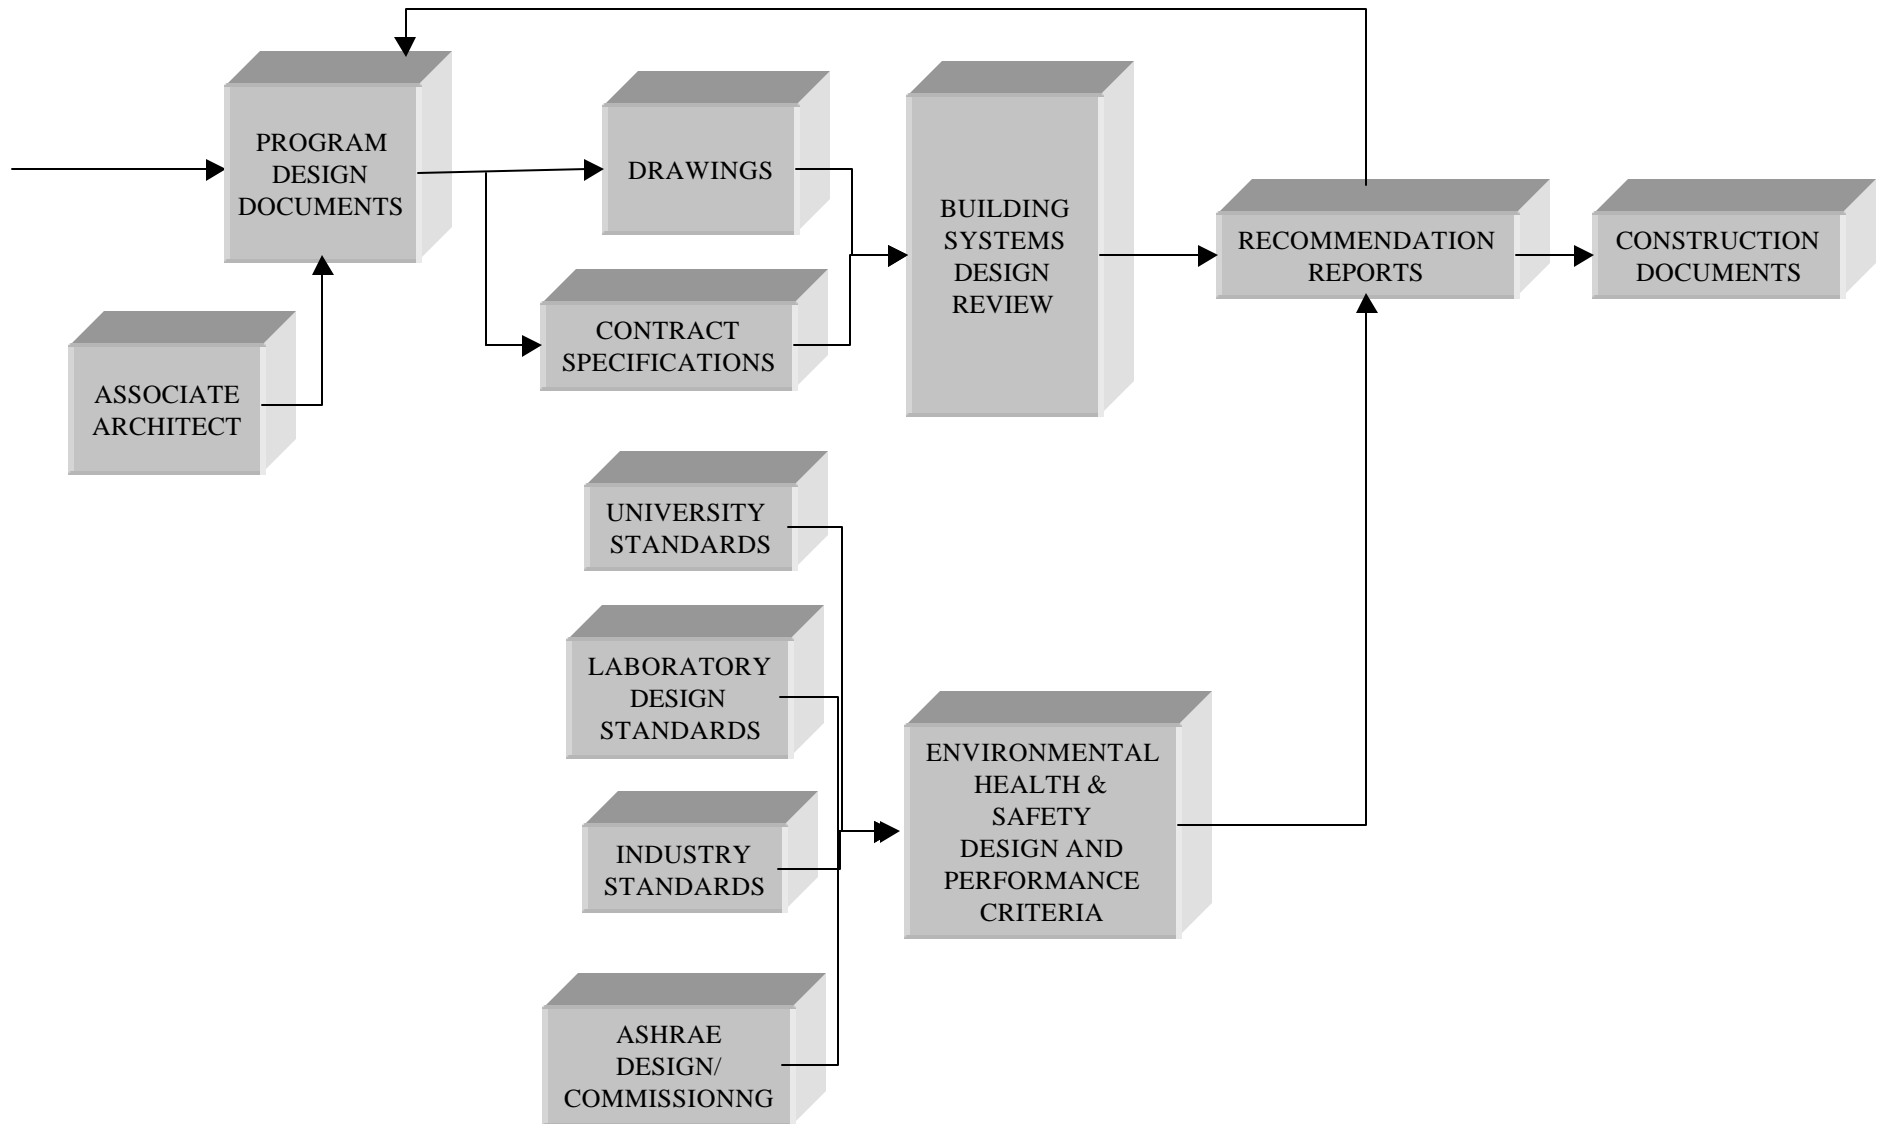 PROGRAM
DESIGN
DOCUMENTS
DRAWINGS
CONTRACT
SPECIFICATIONS
ASSOCIATE
ARCHITECT
BUILDING
SYSTEMS
DESIGN
REVIEW
RECOMMENDATION
REPORTS
CONSTRUCTION
DOCUMENTS
UNIVERSITY
STANDARDS
LABORATORY
DESIGN
STANDARDS
INDUSTRY
STANDARDS
ASHRAE
DESIGN/
COMMISSIONNG
ENVIRONMENTAL
HEALTH &
SAFETY
DESIGN AND
PERFORMANCE
CRITERIA